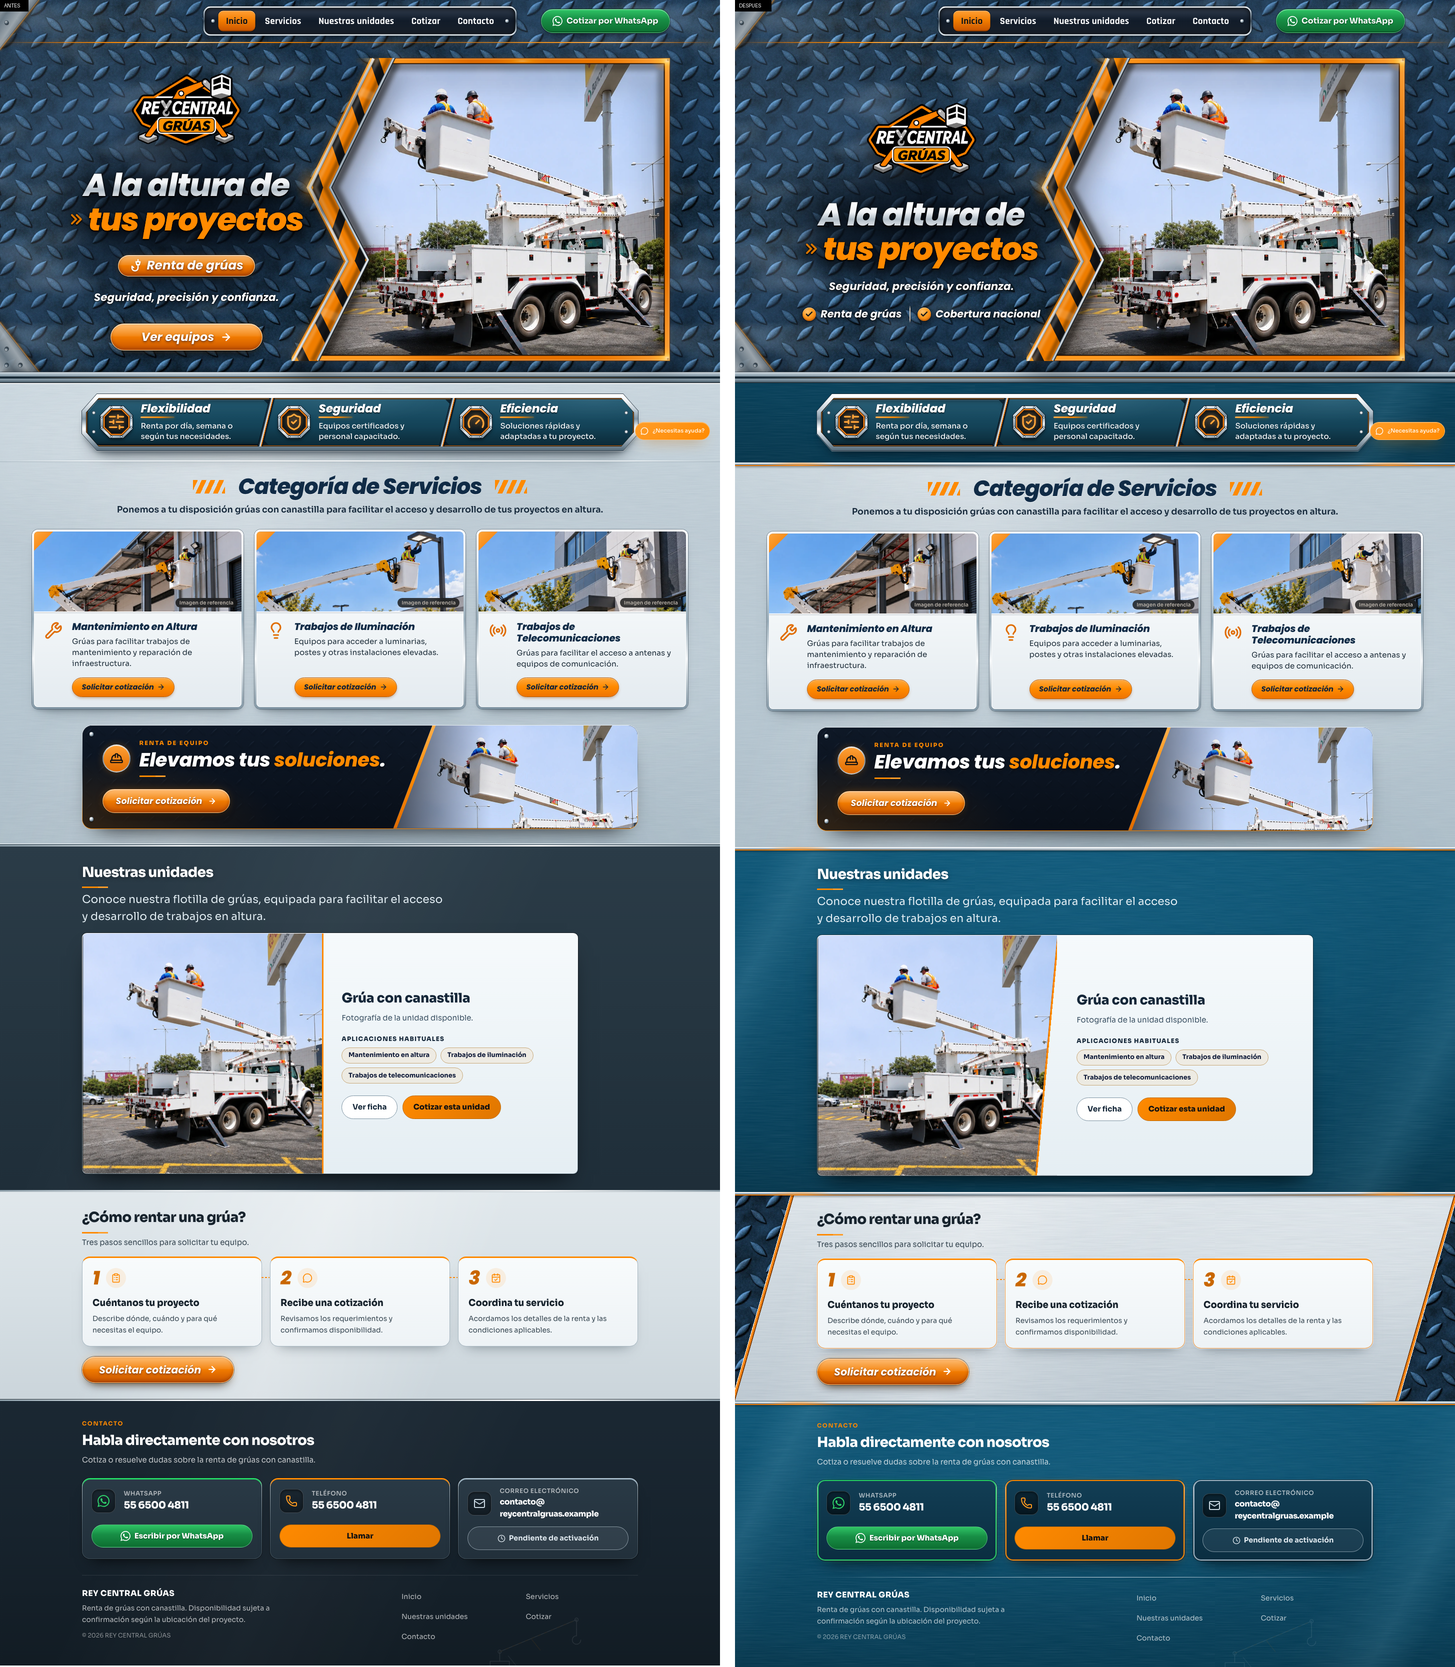 ANTES
Inicio
Servicios
Nuestras unidades
Cotizar
Contacto
Cotizar por WhatsApp
REY CENTRAL
GRÚAS
A la altura de
» tus proyectos
Renta de grúas
Seguridad, precisión y confianza.
Ver equipos →
Flexibilidad
Renta por día, semana o
según tus necesidades.
Seguridad
Equipos certificados y
personal capacitado.
Eficiencia
Soluciones rápidas y
adaptadas a tu proyecto.
¿Necesitas ayuda?
Categoría de Servicios
Ponemos a tu disposición grúas con canastilla para facilitar el acceso y desarrollo de tus proyectos en altura.
Imagen de referencia
Mantenimiento en Altura
Grúas para facilitar trabajos de
mantenimiento y reparación de
infraestructura.
Solicitar cotización →
Imagen de referencia
Trabajos de Iluminación
Equipos para acceder a luminarias,
postes y otras instalaciones elevadas.
Solicitar cotización →
Imagen de referencia
Trabajos de
Telecomunicaciones
Grúas para facilitar el acceso a antenas y
equipos de comunicación.
Solicitar cotización →
RENTA DE EQUIPO
Elevamos tus soluciones.
Solicitar cotización →
Nuestras unidades
Conoce nuestra flotilla de grúas, equipada para facilitar el acceso
y desarrollo de trabajos en altura.
Grúa con canastilla
Fotografía de la unidad disponible.
APLICACIONES HABITUALES
Mantenimiento en altura
Trabajos de iluminación
Trabajos de telecomunicaciones
Ver ficha
Cotizar esta unidad
¿Cómo rentar una grúa?
Tres pasos sencillos para solicitar tu equipo.
1
Cuéntanos tu proyecto
Describe dónde, cuándo y para qué
necesitas el equipo.
2
Recibe una cotización
Revisamos los requerimientos y
confirmamos disponibilidad.
3
Coordina tu servicio
Acordamos los detalles de la renta y las
condiciones aplicables.
Solicitar cotización →
CONTACTO
Habla directamente con nosotros
Cotiza o resuelve dudas sobre la renta de grúas con canastilla.
WHATSAPP
55 6500 4811
Escribir por WhatsApp
TELÉFONO
55 6500 4811
Llamar
CORREO ELECTRÓNICO
contacto@
reycentralgruas.example
Pendiente de activación
REY CENTRAL GRÚAS
Renta de grúas con canastilla. Disponibilidad sujeta a
confirmación según la ubicación del proyecto.
© 2026 REY CENTRAL GRÚAS
Inicio
Servicios
Nuestras unidades
Cotizar
Contacto
DESPUES
Inicio
Servicios
Nuestras unidades
Cotizar
Contacto
Cotizar por WhatsApp
REY CENTRAL
GRÚAS
A la altura de
» tus proyectos
Seguridad, precisión y confianza.
Renta de grúas | Cobertura nacional
Flexibilidad
Renta por día, semana o
según tus necesidades.
Seguridad
Equipos certificados y
personal capacitado.
Eficiencia
Soluciones rápidas y
adaptadas a tu proyecto.
¿Necesitas ayuda?
Categoría de Servicios
Ponemos a tu disposición grúas con canastilla para facilitar el acceso y desarrollo de tus proyectos en altura.
Imagen de referencia
Mantenimiento en Altura
Grúas para facilitar trabajos de
mantenimiento y reparación de
infraestructura.
Solicitar cotización →
Imagen de referencia
Trabajos de Iluminación
Equipos para acceder a luminarias,
postes y otras instalaciones elevadas.
Solicitar cotización →
Imagen de referencia
Trabajos de
Telecomunicaciones
Grúas para facilitar el acceso a antenas y
equipos de comunicación.
Solicitar cotización →
RENTA DE EQUIPO
Elevamos tus soluciones.
Solicitar cotización →
Nuestras unidades
Conoce nuestra flotilla de grúas, equipada para facilitar el acceso
y desarrollo de trabajos en altura.
Grúa con canastilla
Fotografía de la unidad disponible.
APLICACIONES HABITUALES
Mantenimiento en altura
Trabajos de iluminación
Trabajos de telecomunicaciones
Ver ficha
Cotizar esta unidad
¿Cómo rentar una grúa?
Tres pasos sencillos para solicitar tu equipo.
1
Cuéntanos tu proyecto
Describe dónde, cuándo y para qué
necesitas el equipo.
2
Recibe una cotización
Revisamos los requerimientos y
confirmamos disponibilidad.
3
Coordina tu servicio
Acordamos los detalles de la renta y las
condiciones aplicables.
Solicitar cotización →
CONTACTO
Habla directamente con nosotros
Cotiza o resuelve dudas sobre la renta de grúas con canastilla.
WHATSAPP
55 6500 4811
Escribir por WhatsApp
TELÉFONO
55 6500 4811
Llamar
CORREO ELECTRÓNICO
contacto@
reycentralgruas.example
Pendiente de activación
REY CENTRAL GRÚAS
Renta de grúas con canastilla. Disponibilidad sujeta a
confirmación según la ubicación del proyecto.
© 2026 REY CENTRAL GRÚAS
Inicio
Servicios
Nuestras unidades
Cotizar
Contacto